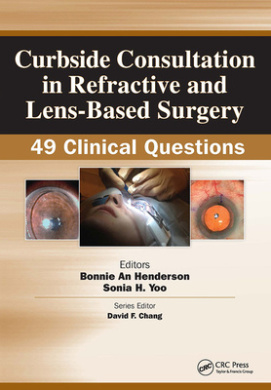 Curbside Consultation
in Refractive and
Lens-Based Surgery
49 Clinical Questions
Editors
Bonnie An Henderson
Sonia H. Yoo
Series Editor
David F. Chang
CRC
CRC Press
Taylor & Francis Group